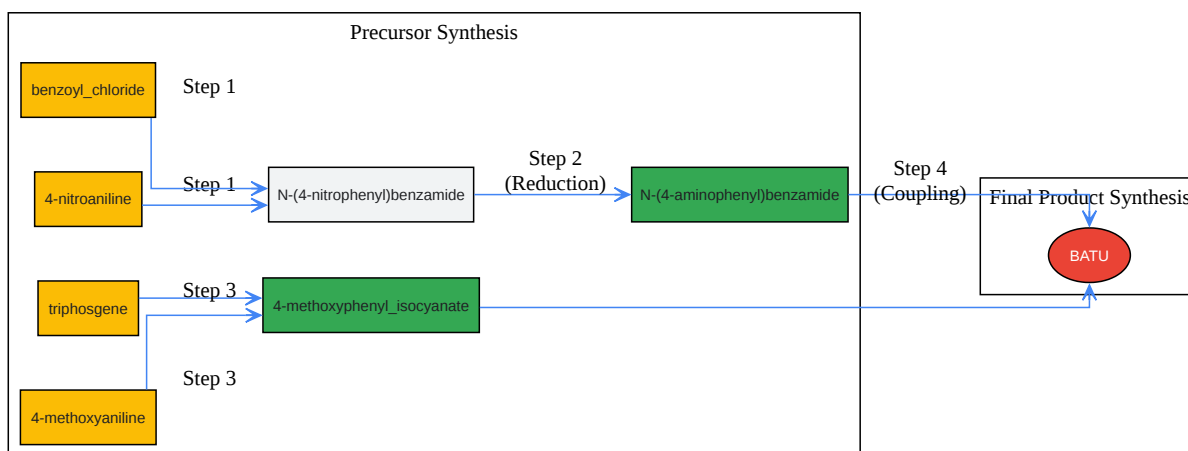 Precursor Synthesis
benzoyl_chloride
Step 1
4-nitroaniline
Step 1
N-(4-nitrophenyl)benzamide
Step 2
(Reduction)
N-(4-aminophenyl)benzamide
Step 4
(Coupling)
Final Product Synthesis
BATU
triphosgene
Step 3
4-methoxyphenyl_isocyanate
Step 3
4-methoxyaniline